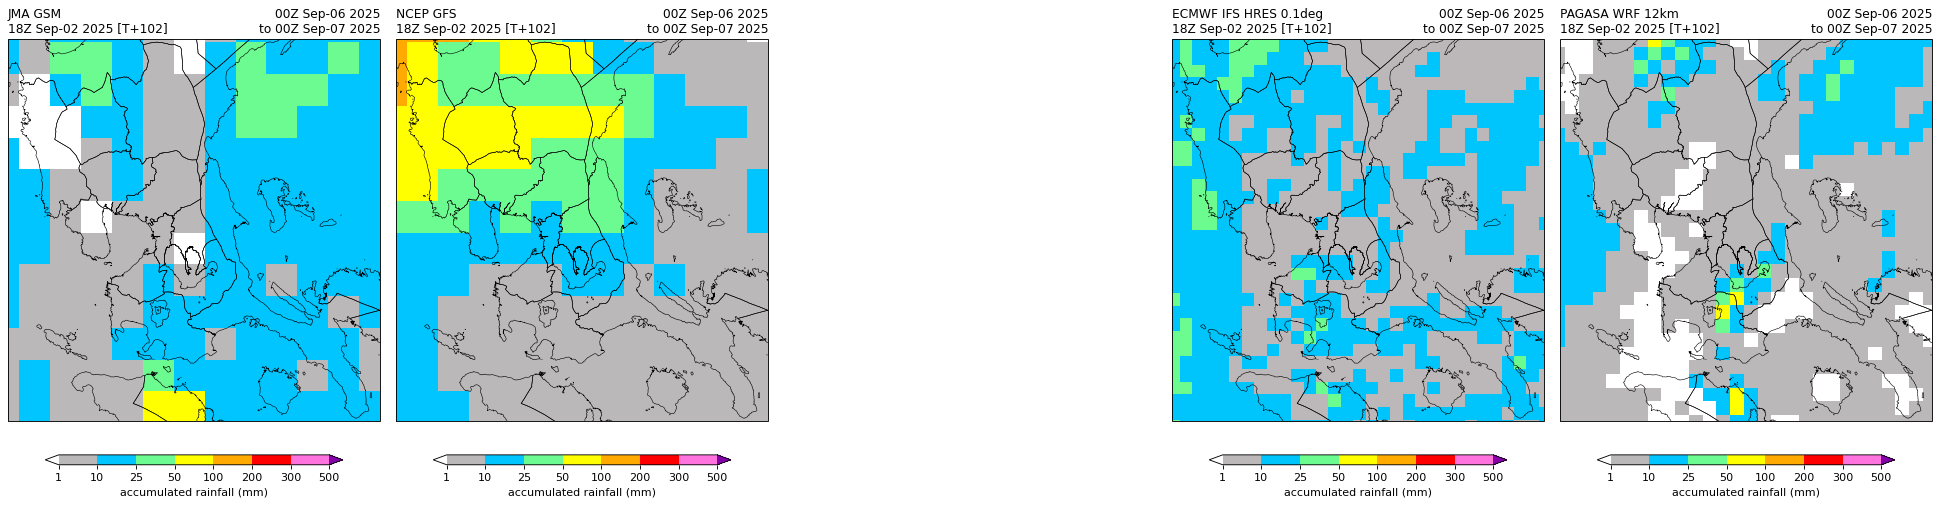 JMA GSM 00Z Sep-06 2025
18Z Sep-02 2025 [T+102] to 00Z Sep-07 2025
1 10 25 50 100 200 300 500
accumulated rainfall (mm)
NCEP GFS 00Z Sep-06 2025
18Z Sep-02 2025 [T+102] to 00Z Sep-07 2025
1 10 25 50 100 200 300 500
accumulated rainfall (mm)
ECMWF IFS HRES 0.1deg 00Z Sep-06 2025
18Z Sep-02 2025 [T+102] to 00Z Sep-07 2025
1 10 25 50 100 200 300 500
accumulated rainfall (mm)
PAGASA WRF 12km 00Z Sep-06 2025
18Z Sep-02 2025 [T+102] to 00Z Sep-07 2025
1 10 25 50 100 200 300 500
accumulated rainfall (mm)